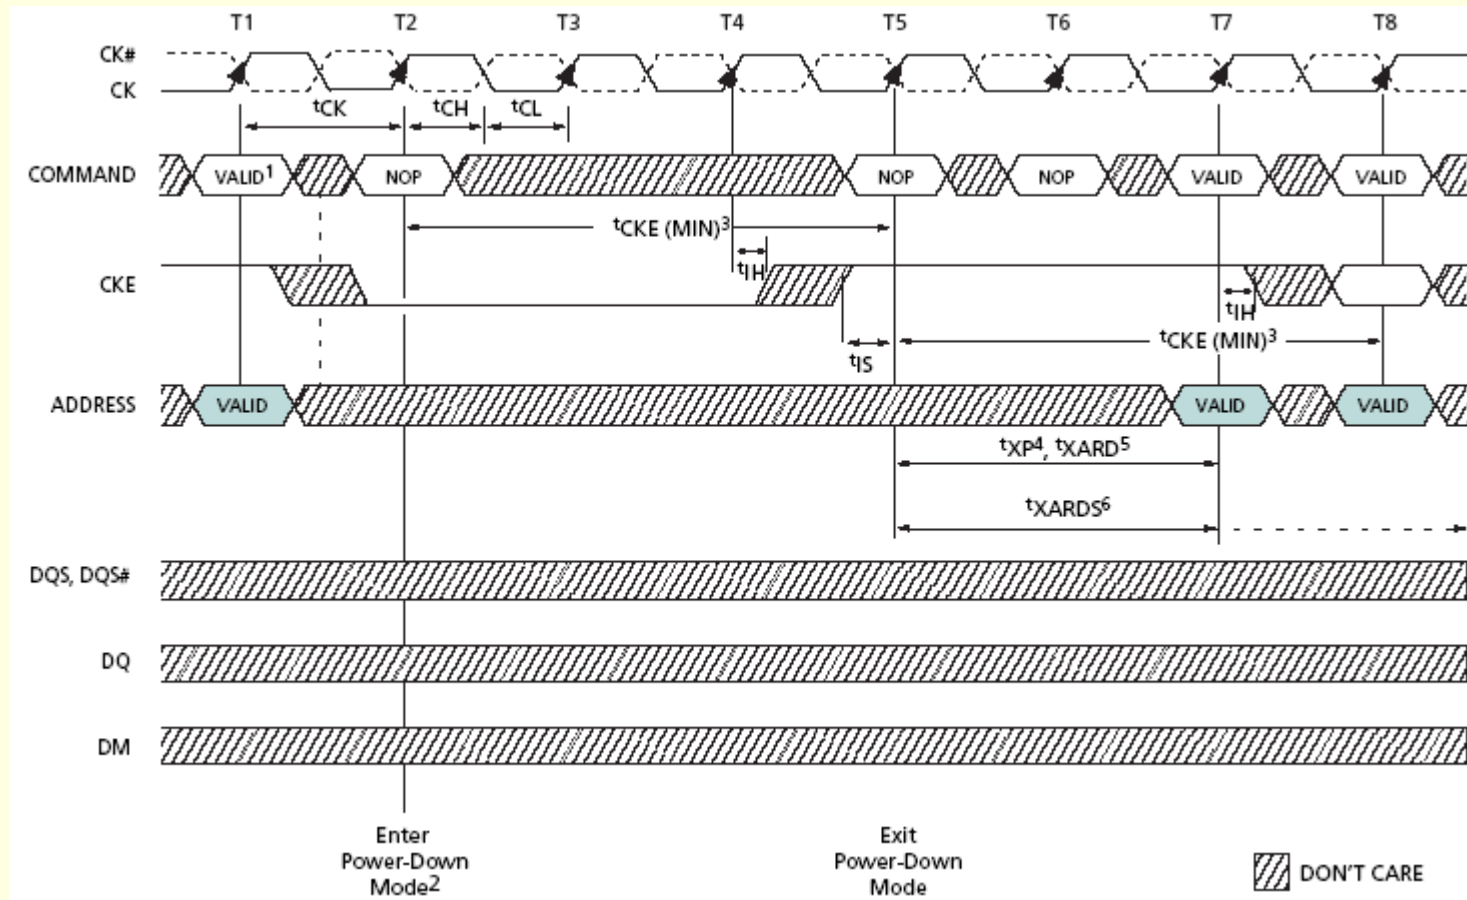 T1 T2 T3 T4 T5 T6 T7 T8
CK#
CK
tCK tCH tCL
COMMAND VALID1 NOP NOP NOP VALID VALID
tCKE (MIN)3
tIH
CKE
tIH
tCKE (MIN)3
tIS
ADDRESS VALID VALID VALID
tXP4, tXARD5
tXARDS6
DQS, DQS#
DQ
DM
Enter
Power-Down
Mode2
Exit
Power-Down
Mode
DON'T CARE